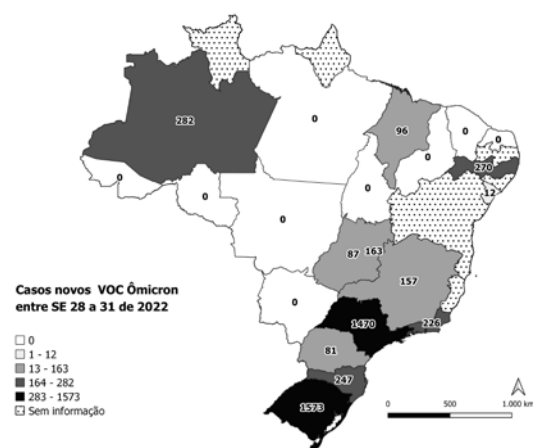 282
0
96
0
0
0
270
12
0
0
0
0
87
163
157
0
1470
226
81
247
1573
Casos novos VOC Ômicron
entre SE 28 a 31 de 2022
0
1 - 12
13 - 163
164 - 282
283 - 1573
Sem informação
0 500 1.000 km